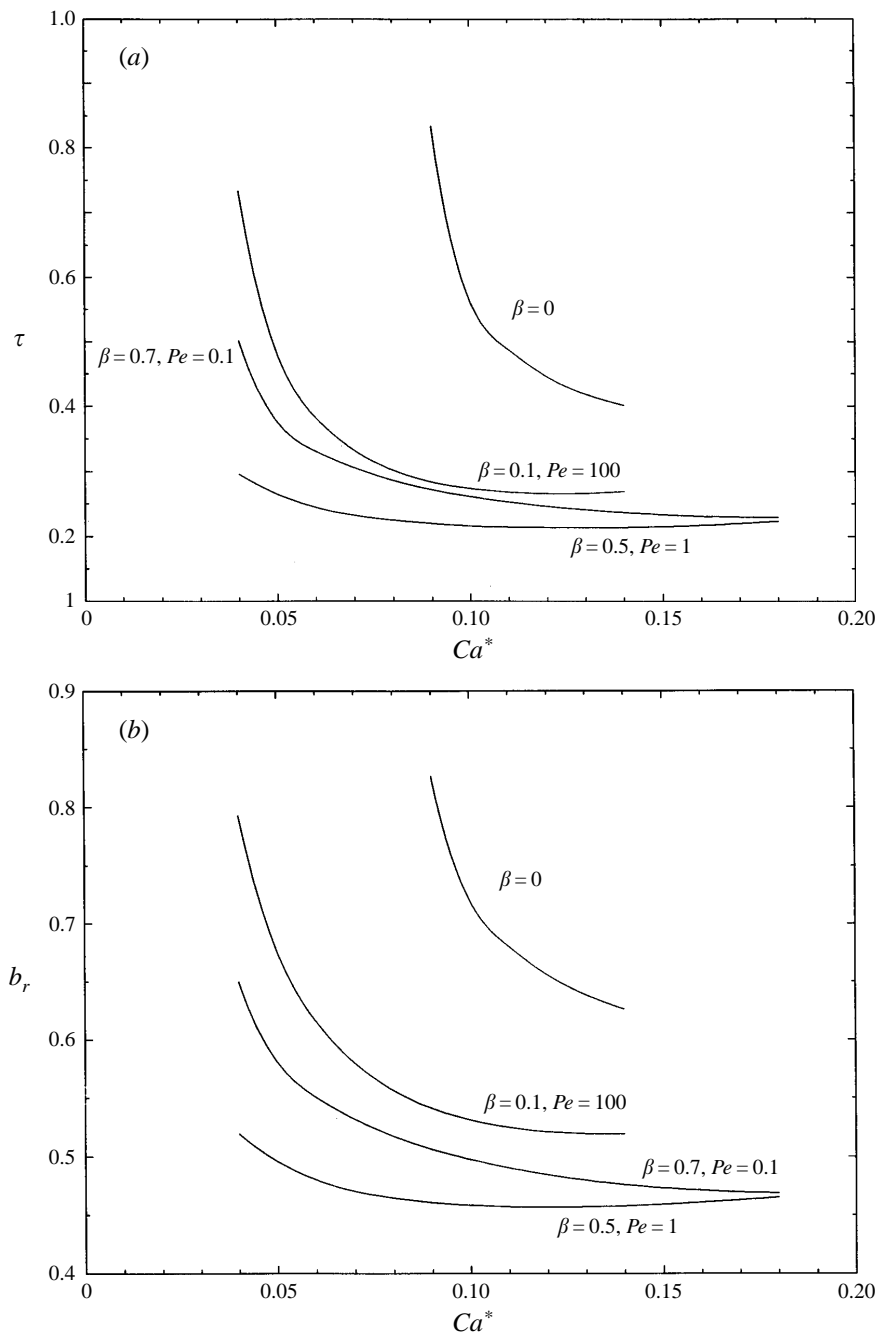 1.0
(a)
0.8
0.6
β = 0
τ
β = 0.7, Pe = 0.1
0.4
β = 0.1, Pe = 100
0.2
β = 0.5, Pe = 1
1
0
0.05
0.10
0.15
0.20
Ca*
0.9
(b)
0.8
β = 0
0.7
b_r
0.6
β = 0.1, Pe = 100
0.5
β = 0.7, Pe = 0.1
β = 0.5, Pe = 1
0.4
0
0.05
0.10
0.15
0.20
Ca*